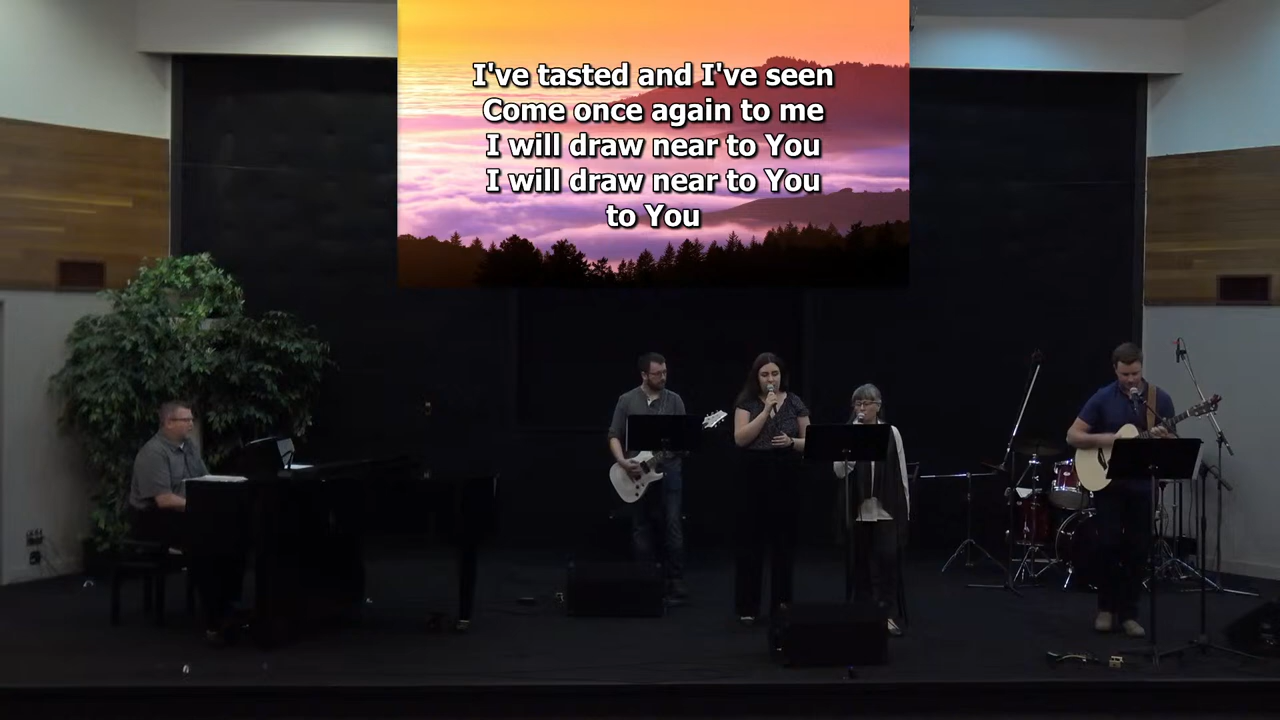 I've tasted and I've seen
Come once again to me
I will draw near to You
I will draw near to You
to You